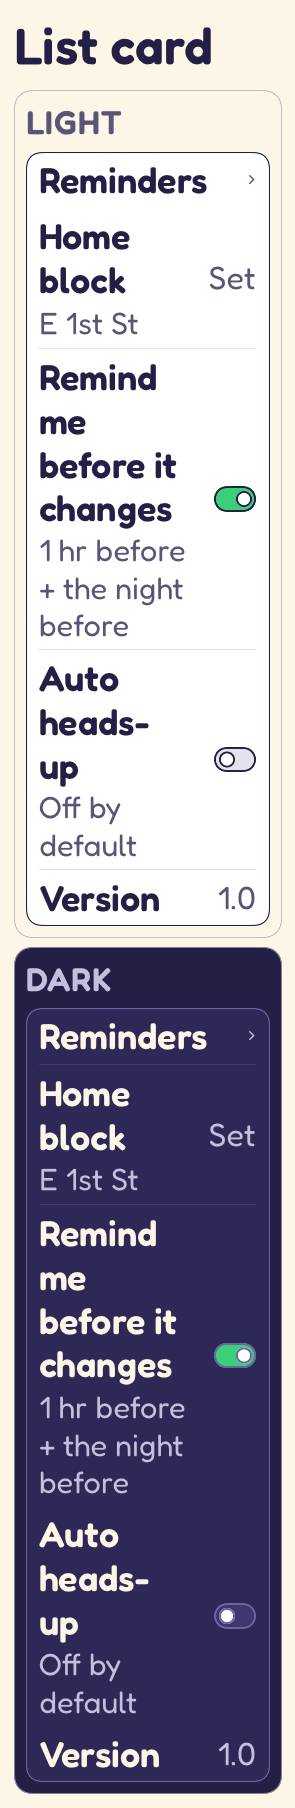 List card
LIGHT
Reminders
Home
block
Set
E 1st St
Remind
me
before it
changes
1 hr before
+ the night
before
Auto
heads-
up
Off by
default
Version 1.0
DARK
Reminders
Home
block
Set
E 1st St
Remind
me
before it
changes
1 hr before
+ the night
before
Auto
heads-
up
Off by
default
Version 1.0